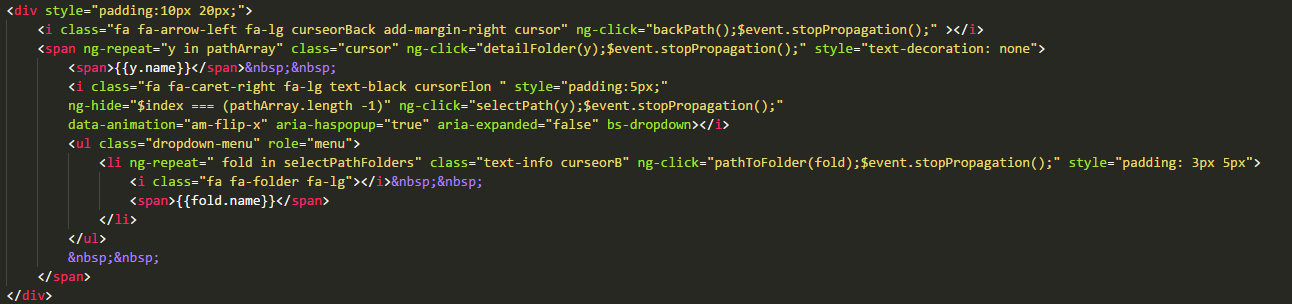 <div style="padding:10px 20px;">
<i class="fa fa-arrow-left fa-lg curseorBack add-margin-right cursor" ng-click="backPath();$event.stopPropagation();" ></i>
<span ng-repeat="y in pathArray" class="cursor" ng-click="detailFolder(y);$event.stopPropagation();" style="text-decoration: none">
<span>{{y.name}}</span>&nbsp;&nbsp;
<i class="fa fa-caret-right fa-lg text-black cursorElon " style="padding:5px;"
ng-hide="$index === (pathArray.length -1)" ng-click="selectPath(y);$event.stopPropagation();"
data-animation="am-flip-x" aria-haspopup="true" aria-expanded="false" bs-dropdown></i>
<ul class="dropdown-menu" role="menu">
<li ng-repeat=" fold in selectPathFolders" class="text-info curseorB" ng-click="pathToFolder(fold);$event.stopPropagation();" style="padding: 3px 5px">
<i class="fa fa-folder fa-lg"></i>&nbsp;&nbsp;
<span>{{fold.name}}</span>
</li>
</ul>
&nbsp;&nbsp;
</span>
</div>